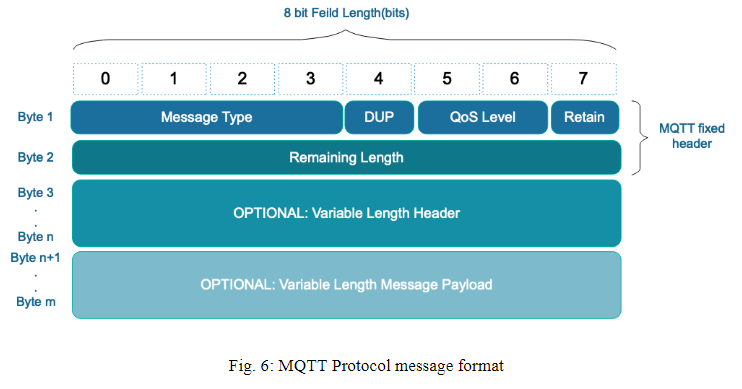 8 bit Feild Length(bits)
0 1 2 3 4 5 6 7
Byte 1 Message Type DUP QoS Level Retain
MQTT fixed
header
Byte 2 Remaining Length
Byte 3
.
.
Byte n
OPTIONAL: Variable Length Header
Byte n+1
.
.
Byte m
OPTIONAL: Variable Length Message Payload
Fig. 6: MQTT Protocol message format